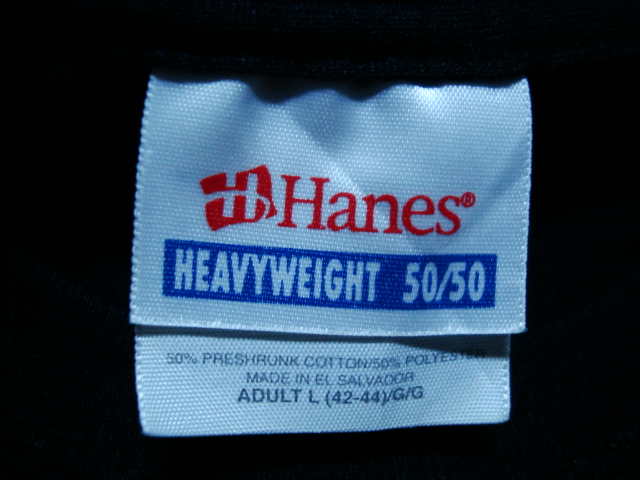 Hanes®
HEAVYWEIGHT 50/50
50% PRESHRUNK COTTON/50% POLYESTER
MADE IN EL SALVADOR
ADULT L (42-44)/G/G